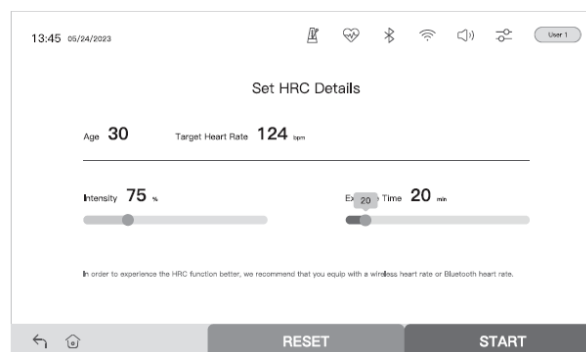 13:45 05/24/2023
User 1
Set HRC Details
Age 30 Target Heart Rate 124 bpm
Intensity 75 %
20 Time 20 min
In order to experience the HRC function better, we recommend that you equip with a wireless heart rate or Bluetooth heart rate.
RESET START